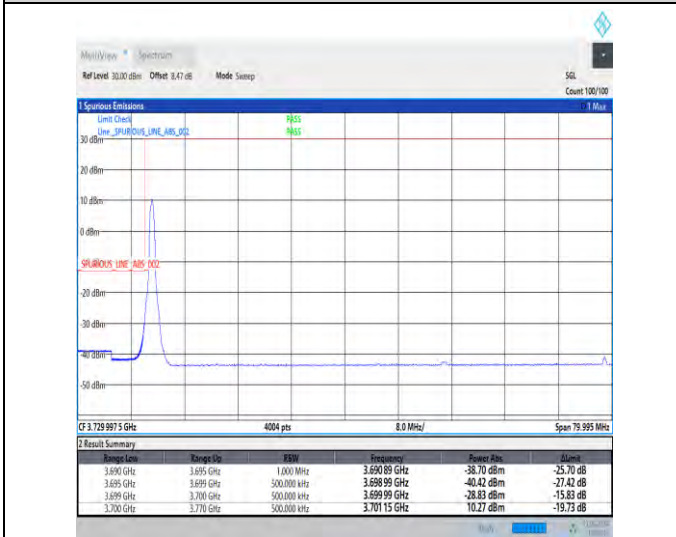 MultiView Spectrum
Ref Level 30.00 dBm Offset 8.47 dB Mode Sweep SGL
Count 100/100
1 Spurious Emissions 1 Max
Limit Check PASS
Line _SPURIOUS_LINE_ABS_002 PASS
30 dBm
20 dBm
10 dBm
0 dBm
_SPURIOUS_LINE_ABS_002
-20 dBm
-30 dBm
-40 dBm
-50 dBm
CF 3.729 997 5 GHz 4004 pts 8.0 MHz/ Span 79.995 MHz
2 Result Summary
Range Low Range Up RBW Frequency Power Abs ΔLimit
3.690 GHz 3.695 GHz 1.000 MHz 3.690 89 GHz -38.70 dBm -25.70 dB
3.695 GHz 3.699 GHz 500.000 kHz 3.698 99 GHz -40.42 dBm -27.42 dB
3.699 GHz 3.700 GHz 500.000 kHz 3.699 99 GHz -28.83 dBm -15.83 dB
3.700 GHz 3.770 GHz 500.000 kHz 3.701 15 GHz 10.27 dBm -19.73 dB